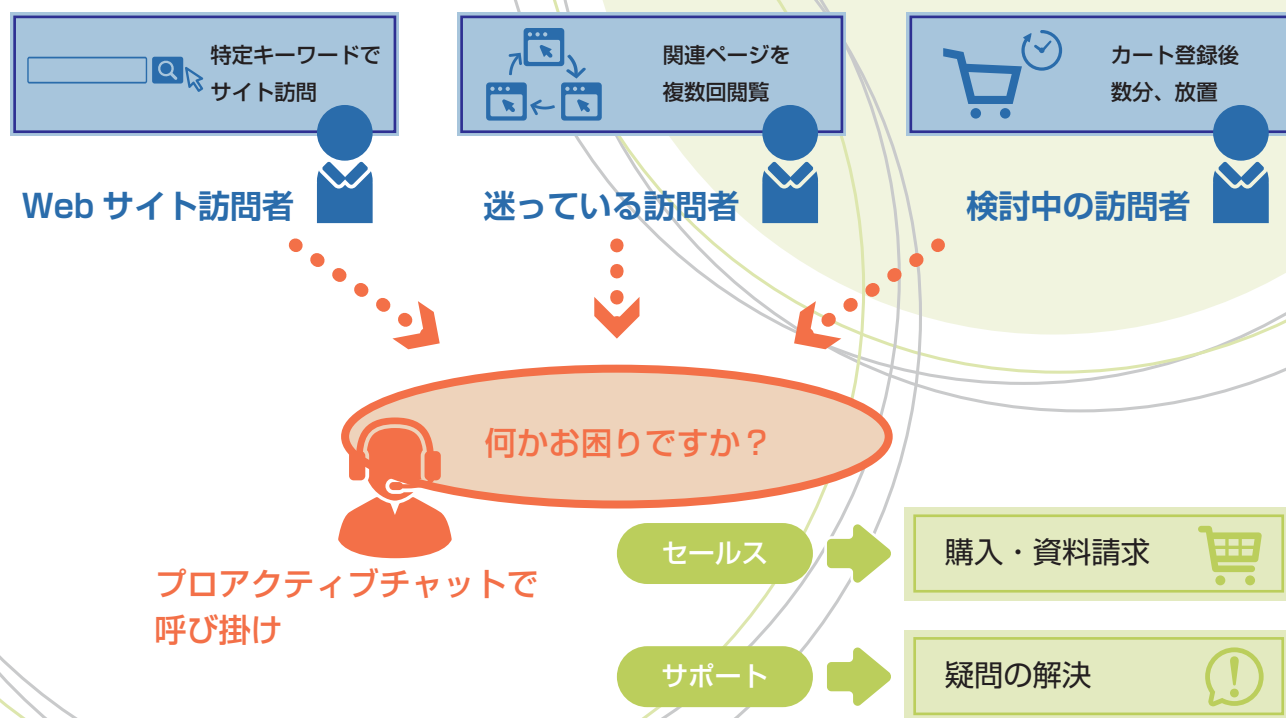 特定キーワードで
サイト訪問
関連ページを
複数回閲覧
カート登録後
数分、放置
Web サイト訪問者
迷っている訪問者
検討中の訪問者
何かお困りですか？
プロアクティブチャットで
呼び掛け
セールス
購入・資料請求
サポート
疑問の解決